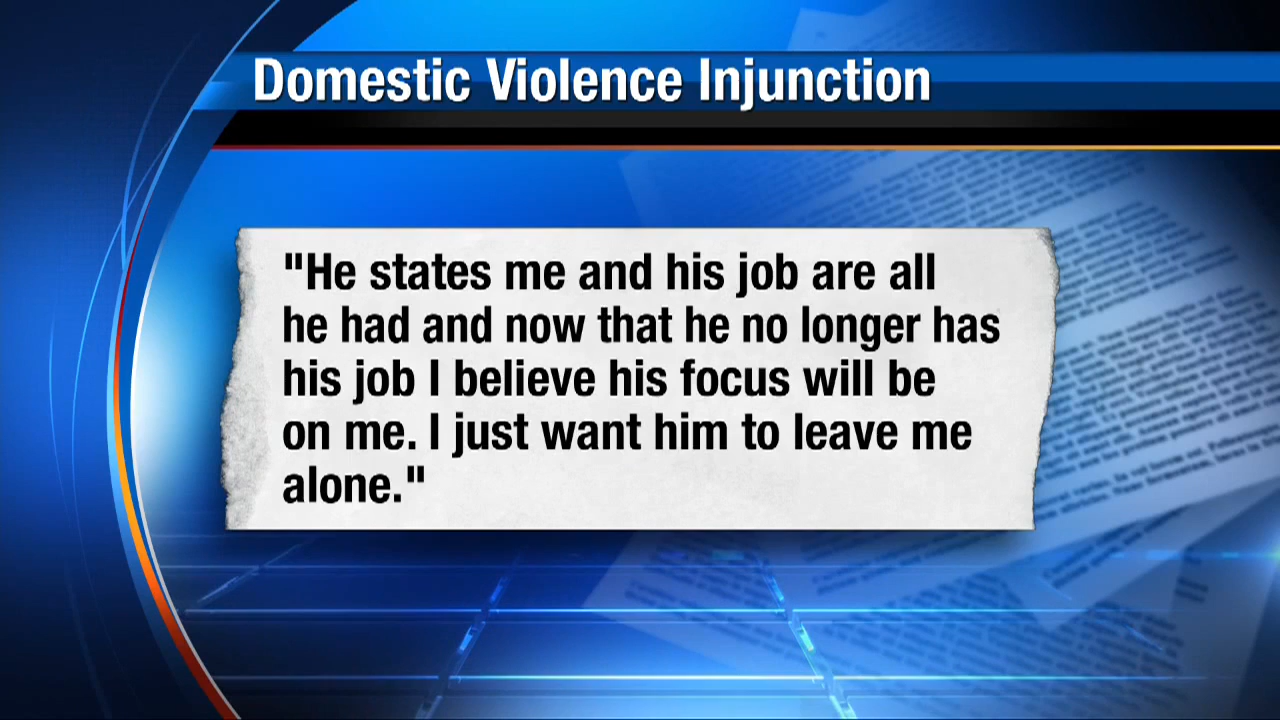 Domestic Violence Injunction
"He states me and his job are all
he had and now that he no longer has
his job I believe his focus will be
on me. I just want him to leave me
alone."